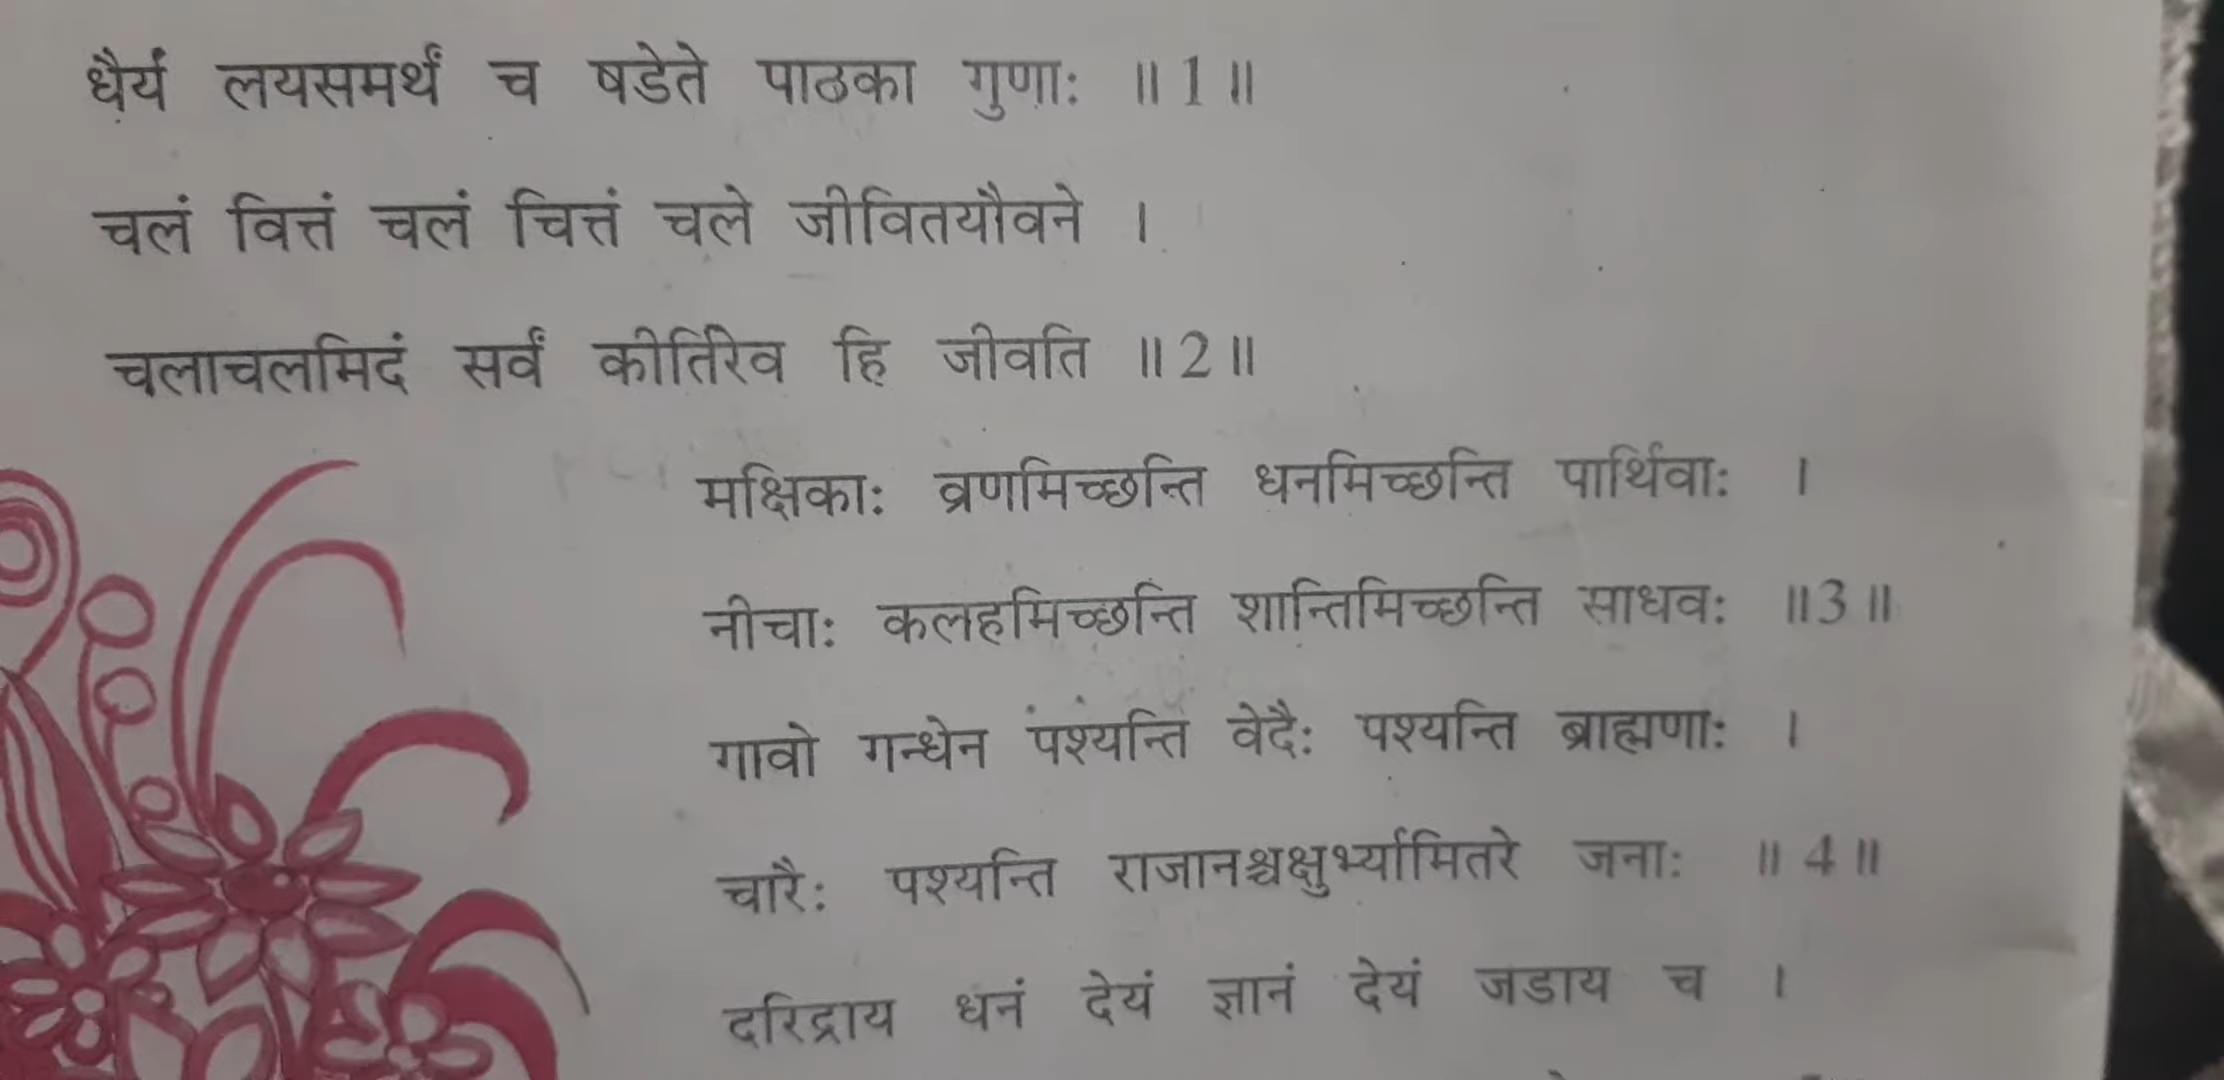 धैर्यं लयसमर्थं च षडेते पाठका गुणाः ॥ 1 ॥
चलं वित्तं चलं चित्तं चले जीवितयौवने ।
चलाचलमिदं सर्वं कीर्तिरेव हि जीवति ॥ 2 ॥
मक्षिकाः व्रणमिच्छन्ति धनमिच्छन्ति पार्थिवाः ।
नीचाः कलहमिच्छन्ति शान्तिमिच्छन्ति साधवः ॥3 ॥
गावो गन्धेन पश्यन्ति वेदैः पश्यन्ति ब्राह्मणाः ।
चारैः पश्यन्ति राजानश्चक्षुर्भ्यामितरे जनाः ॥ 4 ॥
दरिद्राय धनं देयं ज्ञानं देयं जडाय च ।